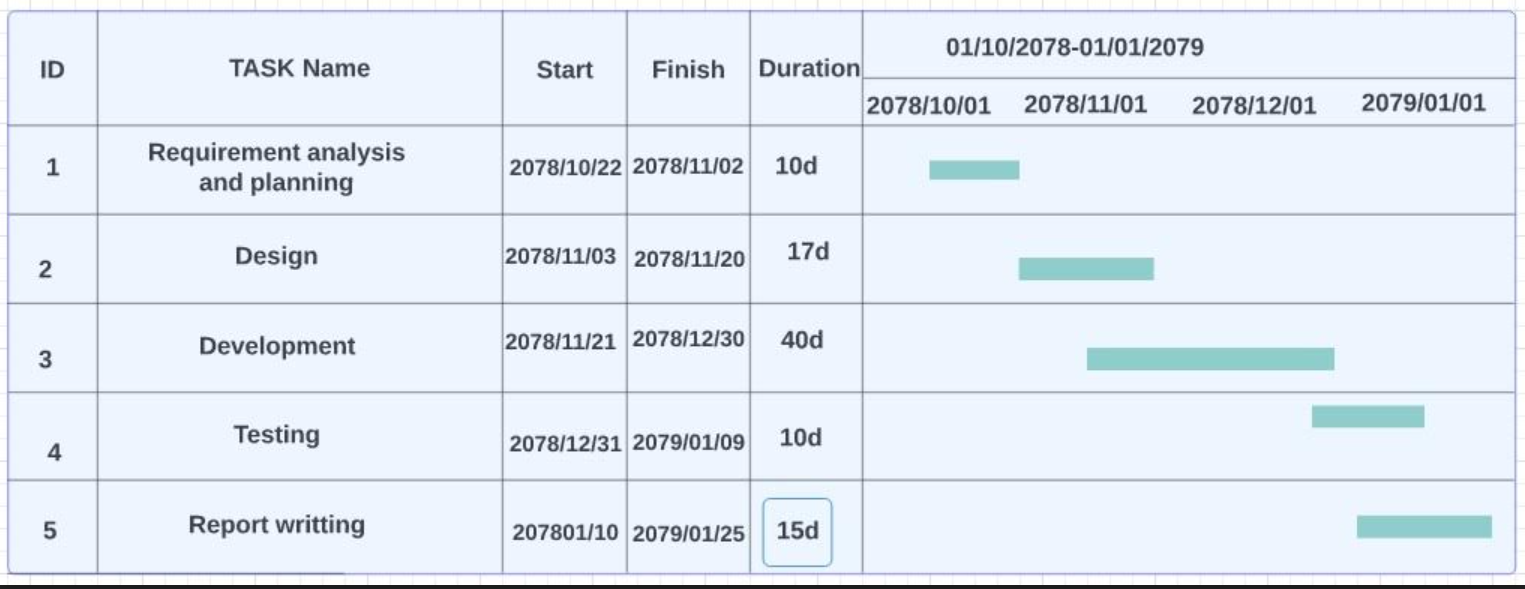 ID TASK Name Start Finish Duration 01/10/2078-01/01/2079
2078/10/01 2078/11/01 2078/12/01 2079/01/01
1 Requirement analysis
and planning 2078/10/22 2078/11/02 10d
2 Design 2078/11/03 2078/11/20 17d
3 Development 2078/11/21 2078/12/30 40d
4 Testing 2078/12/31 2079/01/09 10d
5 Report writting 207801/10 2079/01/25 15d